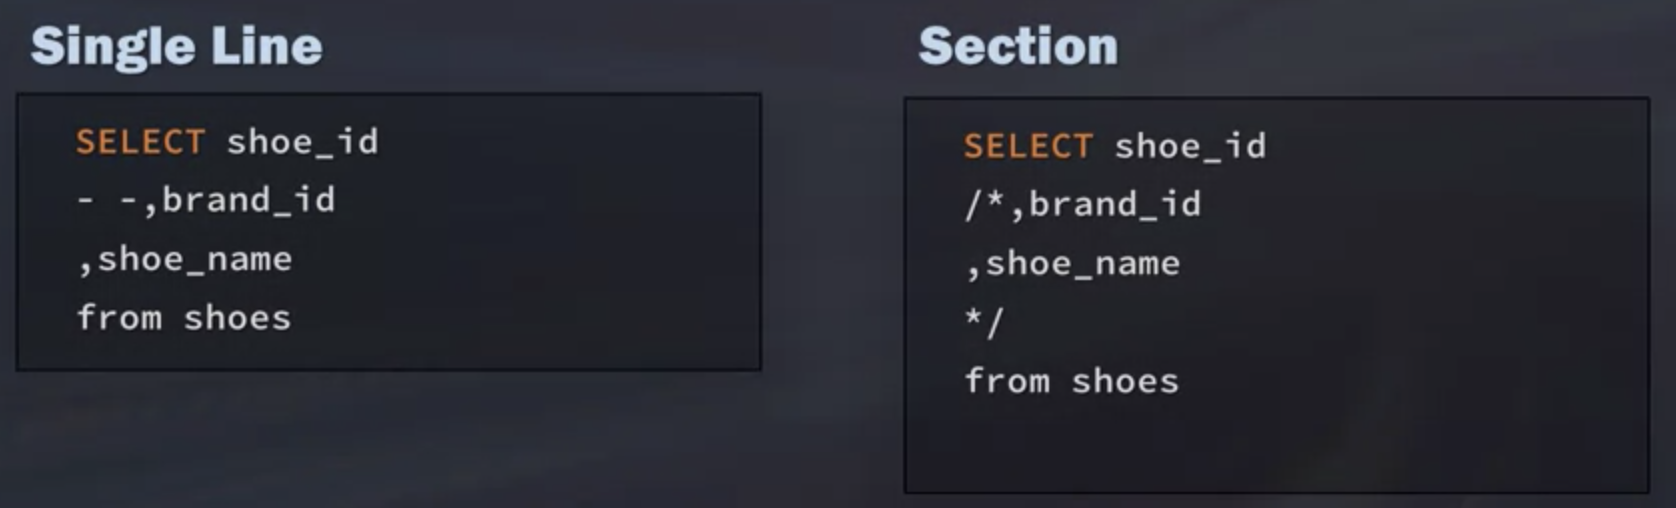 Single Line
SELECT shoe_id
- -,brand_id
,shoe_name
from shoes
Section
SELECT shoe_id
/*,brand_id
,shoe_name
*/
from shoes